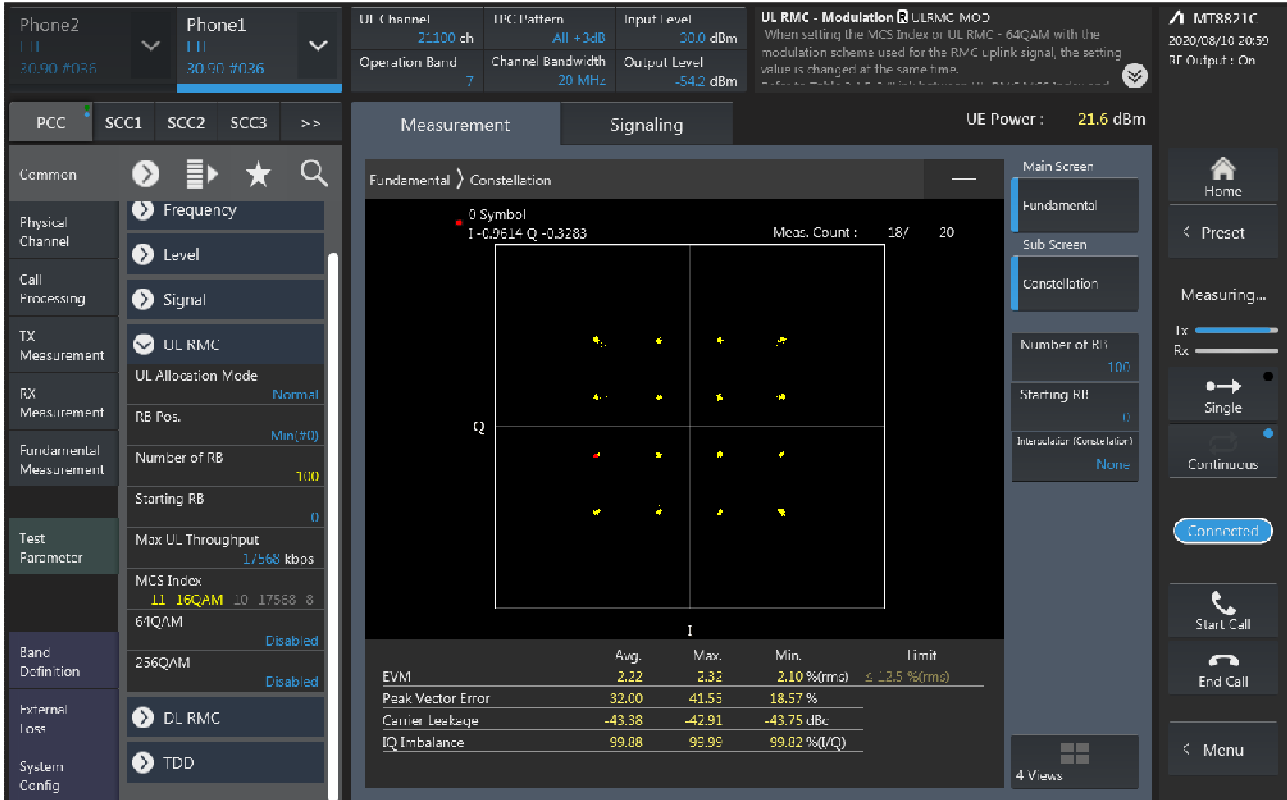 Phone2
Phone1
30.90 #036
30.90 #036
UL Channel
21100 ch
TPC Pattern
All +3dB
Input Level
30.0 dBm
Operation Band
7
Channel Bandwidth
20 MHz
Output Level
-54.2 dBm
UL RMC - Modulation R ULRMC_MOD
When setting the MCS Index or UL RMC - 64QAM with the
modulation scheme used for the RMC uplink signal, the setting
value is changed at the same time.
MT8821C
2020/08/10 20:59
RF Output : On
PCC
SCC1
SCC2
SCC3
>>
Measurement
Signaling
UE Power : 21.6 dBm
Common
Physical
Channel
Call
Processing
TX
Measurement
RX
Measurement
Fundamental
Measurement
Test
Parameter
Band
Definition
External
Loss
System
Config
Frequency
Level
Signal
UL RMC
UL Allocation Mode
Normal
RB Pos.
Min(#0)
Number of RB
100
Starting RB
0
Max UL Throughput
17568 kbps
MCS Index
11 16QAM 10 17568 8
64QAM
Disabled
256QAM
Disabled
DL RMC
TDD
Fundamental
Constellation
0 Symbol
I -0.9614 Q -0.3283
Meas. Count : 18/ 20
Q
I
Avg. Max. Min. Limit
EVM 2.22 2.32 2.10 %(rms) ≤ 12.5 %(rms)
Peak Vector Error 32.00 41.55 18.57 %
Carrier Leakage -43.38 -42.91 -43.75 dBc
IQ Imbalance 99.88 99.99 99.82 %(I/Q)
Main Screen
Fundamental
Sub Screen
Constellation
Number of RB
100
Starting RB
0
Interpolation (Constellation)
None
4 Views
Home
< Preset
Measuring...
Tx
Rx
Single
Continuous
Connected
Start Call
End Call
< Menu